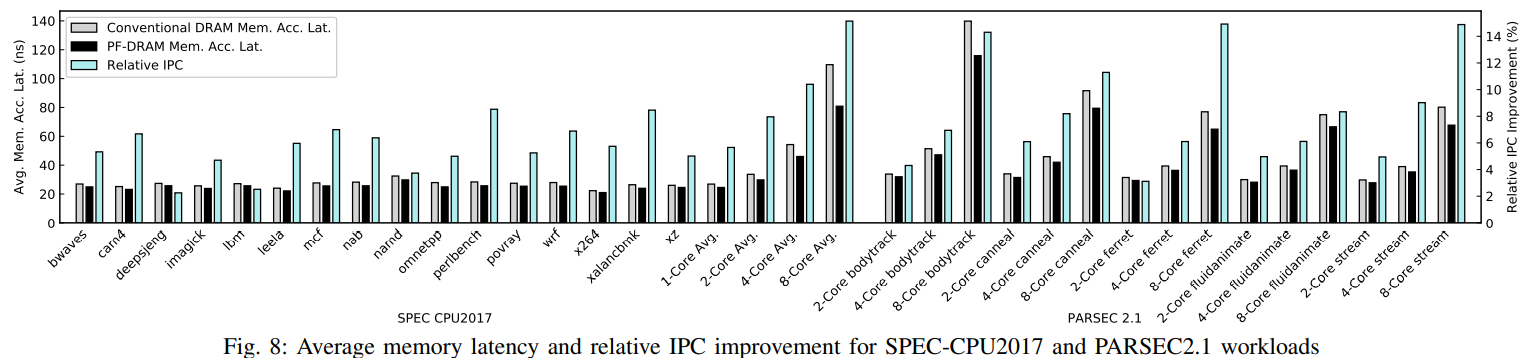 Avg. Mem. Acc. Lat. (ns)
140
120
100
80
60
40
20
0
Conventional DRAM Mem. Acc. Lat.
PF-DRAM Mem. Acc. Lat.
Relative IPC
14
12
10
8
6
4
2
0
Relative IPC Improvement (%)
bwaves
carn4
deepsjeng
imagick
lbm
leela
mcf
nab
narnd
omnetpp
perlbench
povray
wrf
x264
xalancbmk
xz
1-Core Avg.
2-Core Avg.
4-Core Avg.
8-Core Avg.
2-Core bodytrack
4-Core bodytrack
8-Core bodytrack
2-Core canneal
4-Core canneal
8-Core canneal
2-Core ferret
4-Core ferret
8-Core ferret
2-Core fluidanimate
4-Core fluidanimate
8-Core fluidanimate
2-Core stream
4-Core stream
8-Core stream
SPEC CPU2017
PARSEC 2.1
Fig. 8: Average memory latency and relative IPC improvement for SPEC-CPU2017 and PARSEC2.1 workloads